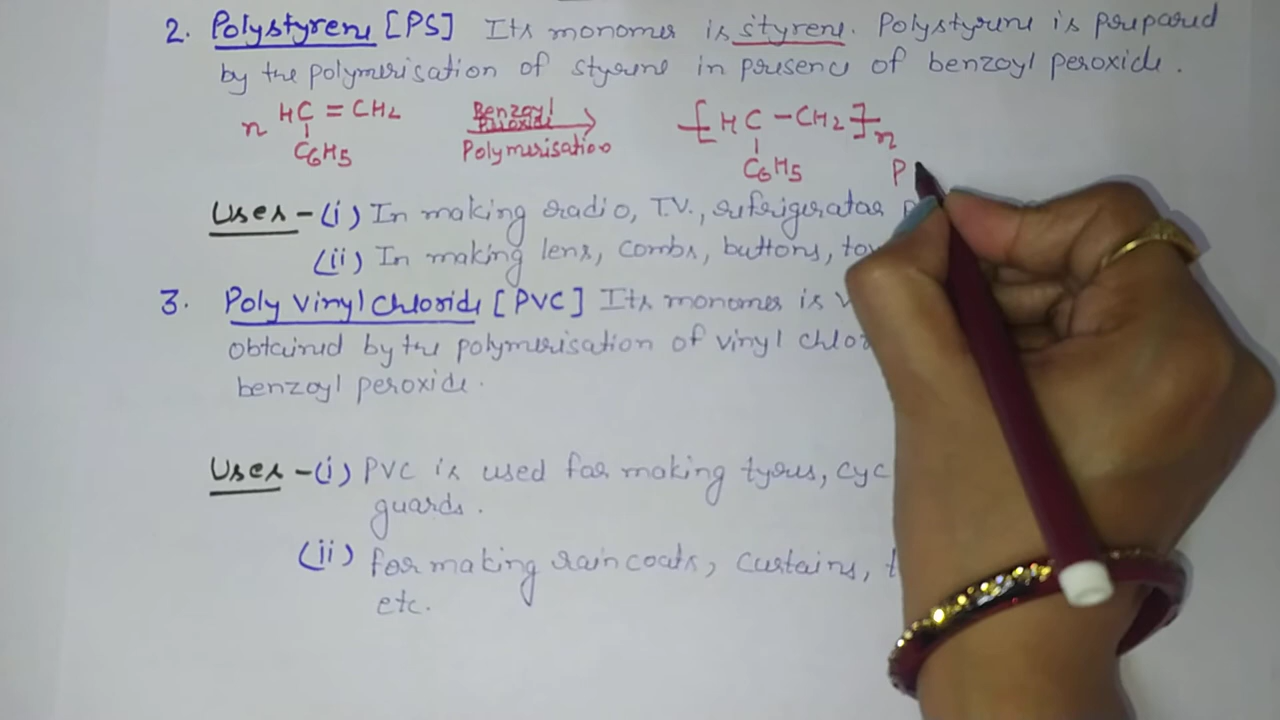 2. Polystyrene [PS] Its monomer is styrene. Polystyrene is prepared
by the polymerisation of styrene in presence of benzoyl peroxide.
n HC = CH2 Benzoyl Peroxide Polymerisation [ HC - CH2 ]n
C6H5 C6H5 P
Uses - (i) In making radio, T.V., refrigerator
(ii) In making lens, combs, buttons,
3. Poly Vinyl Chloride [PVC] Its monomer is
obtained by the polymerisation of vinyl
benzoyl peroxide.
Uses - (i) PVC is used for making tyres,
guards.
(ii) for making raincoats, curtains,
etc.